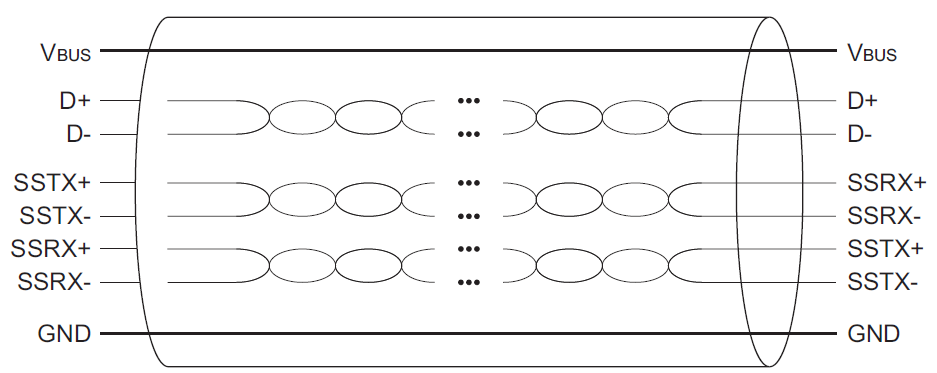 VBUS VBUS
D+ ••• D+
D- ••• D-
SSTX+ ••• SSRX+
SSTX- ••• SSRX-
SSRX+ ••• SSTX+
SSRX- ••• SSTX-
GND GND